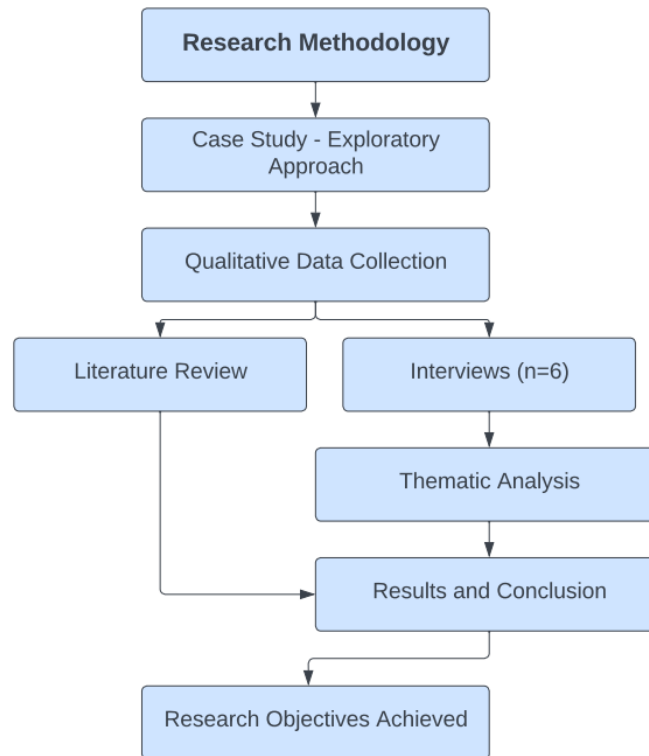 Research Methodology
Case Study - Exploratory
Approach
Qualitative Data Collection
Literature Review
Interviews (n=6)
Thematic Analysis
Results and Conclusion
Research Objectives Achieved